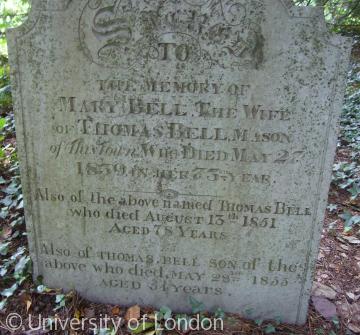 Sacred
TO
THE MEMORY OF
MARY BELL, THE WIFE
OF THOMAS BELL, MASON
of This Town, WHO DIED MAY 27
1839 IN HER 73 YEAR.
Also of the above named THOMAS BELL
who died AUGUST 13th 1851
AGED 78 YEARS
Also of THOMAS. BELL SON of the
above who died, MAY 28th 1855
AGED 34 YEARS.
©University of London